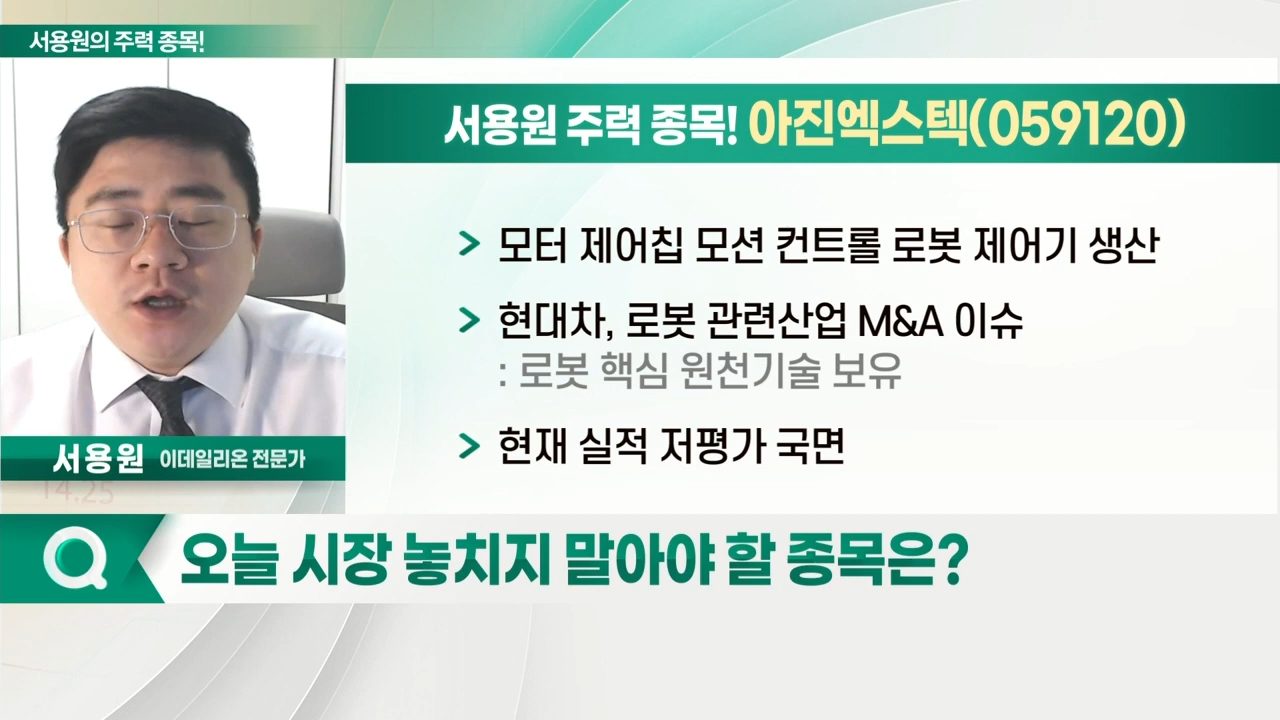 서용원의 주력 종목!
서용원 주력 종목! 아진엑스텍(059120)
> 모터 제어칩 모션 컨트롤 로봇 제어기 생산
> 현대차, 로봇 관련산업 M&A 이슈
: 로봇 핵심 원천기술 보유
> 현재 실적 저평가 국면
서용원 이데일리온 전문가
14.25
Q 오늘 시장 놓치지 말아야 할 종목은?